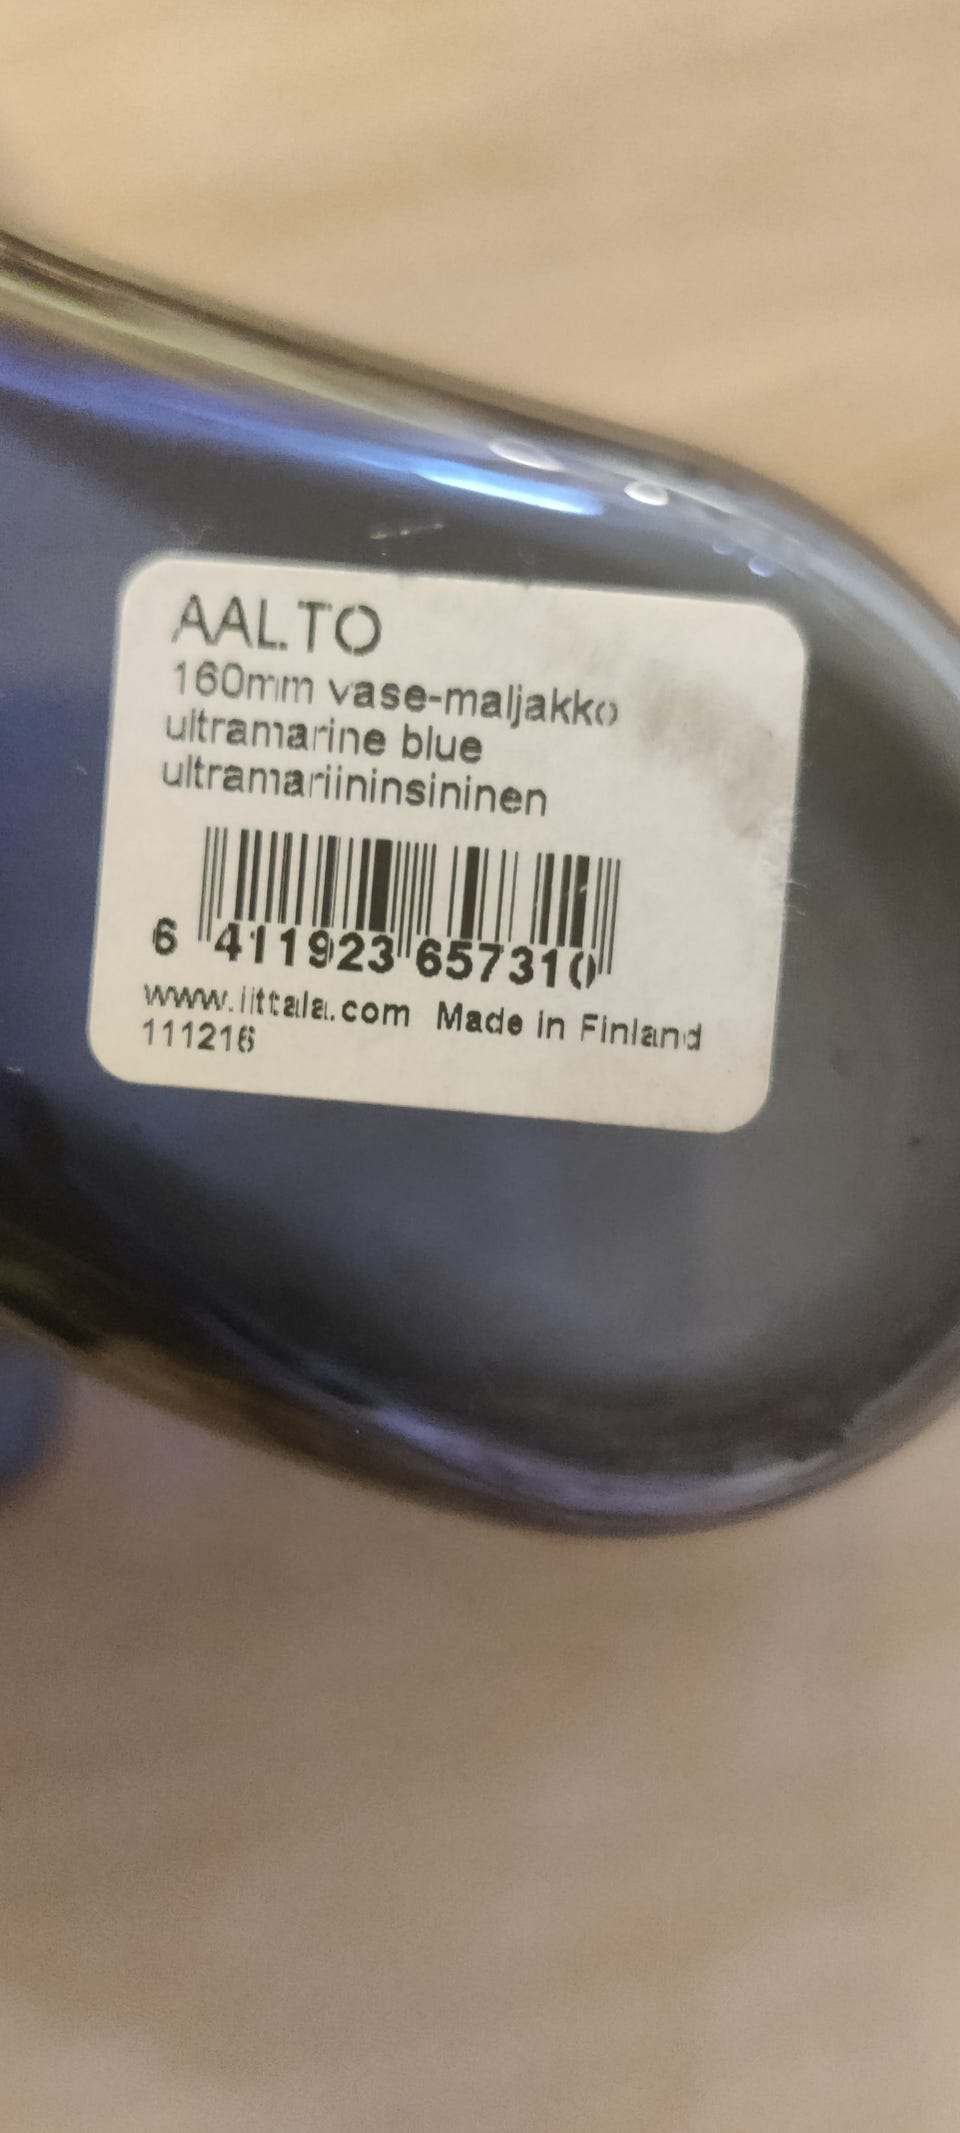 AALTO
160mm vase-maljakko
ultramarine blue
ultramariininsininen
6 411923 657310
www.iittala.com Made in Finland
111216